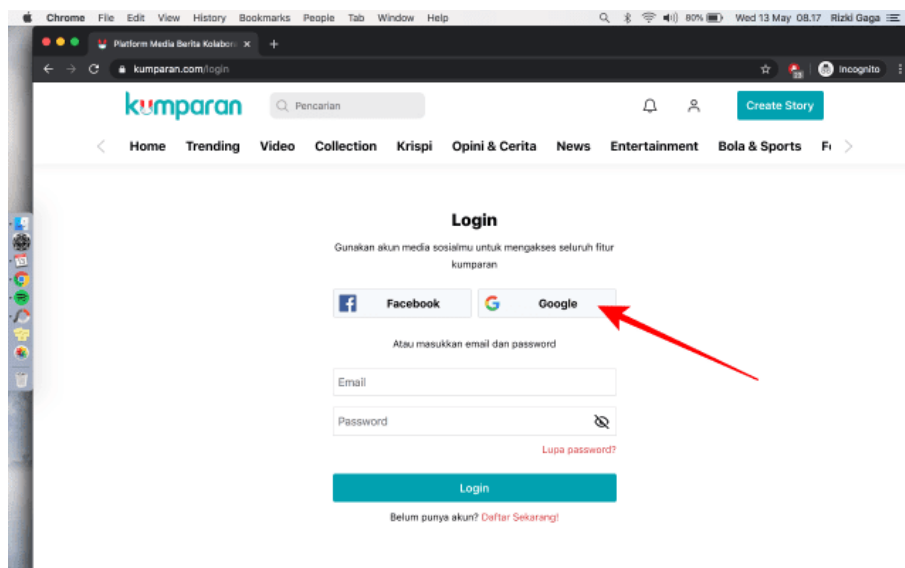 Chrome File Edit View History Bookmarks People Tab Window Help 80% Wed 13 May 08.17 Rizki Gaga
Platform Media Berita Kolabor
kumparan.com/login Incognito
kumparan Pencarian Create Story
Home Trending Video Collection Krispi Opini & Cerita News Entertainment Bola & Sports
Login
Gunakan akun media sosialmu untuk mengakses seluruh fitur
kumparan
Facebook Google
Atau masukkan email dan password
Email
Password
Lupa password?
Login
Belum punya akun? Daftar Sekarang!